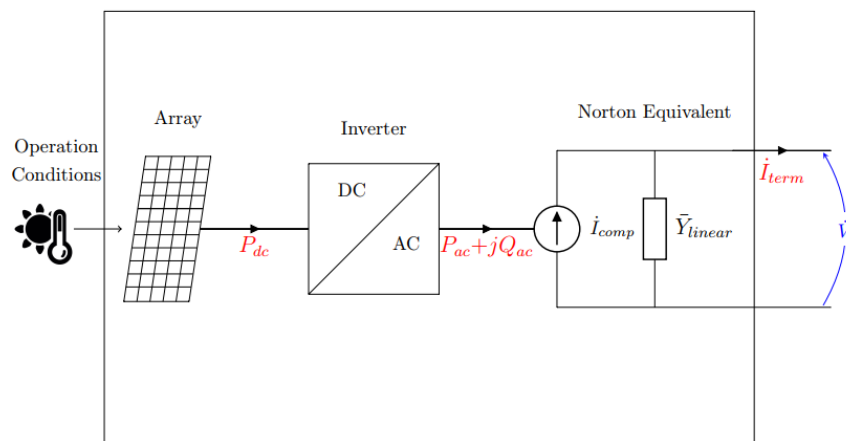 Operation
Conditions
Array
P_dc
Inverter
DC
AC
P_ac+jQ_ac
Norton Equivalent
İ_comp
Ȳ_linear
İ_term
V̇